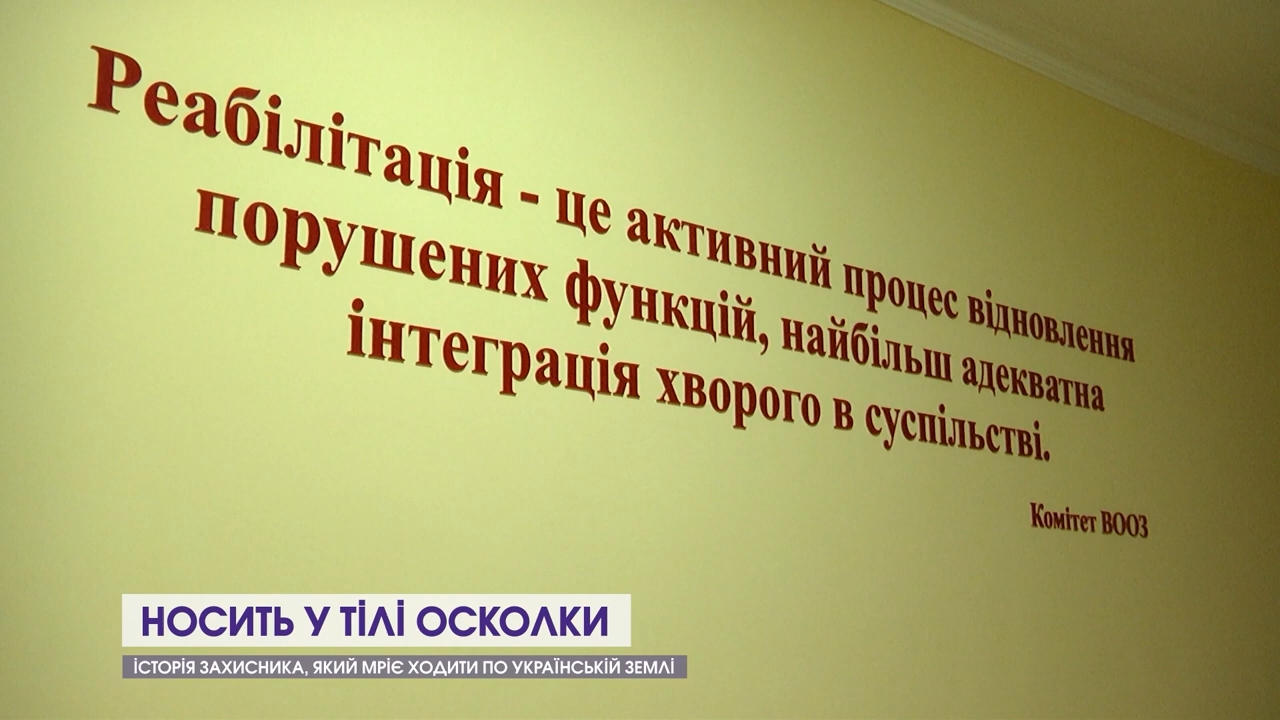 Реабілітація - це активний процес відновлення
порушених функцій, найбільш адекватна
інтеграція хворого в суспільстві.
Комітет ВООЗ
НОСИТЬ У ТІЛІ ОСКОЛКИ
ІСТОРІЯ ЗАХИСНИКА, ЯКИЙ МРІЄ ХОДИТИ ПО УКРАЇНСЬКІЙ ЗЕМЛІ